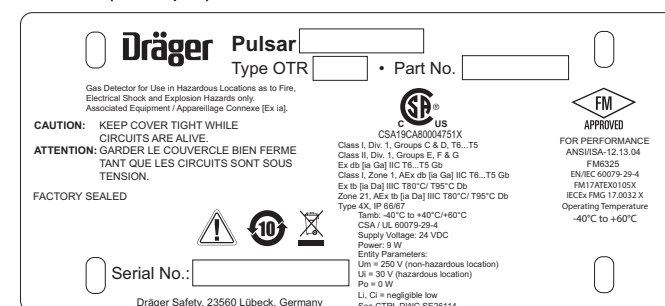 Dräger Pulsar
Type OTR • Part No.
Gas Detector for Use in Hazardous Locations as to Fire,
Electrical Shock and Explosion Hazards only.
Associated Equipment / Appareillage Connexe [Ex ia].
CAUTION: KEEP COVER TIGHT WHILE
CIRCUITS ARE ALIVE.
ATTENTION: GARDER LE COUVERCLE BIEN FERME
TANT QUE LES CIRCUITS SONT SOUS
TENSION.
FACTORY SEALED
10
Serial No.:
Dräger Safety, 23560 Lübeck, Germany
CSA®
C US
CSA19CA80004751X
Class I, Div. 1, Groups C & D, T6...T5
Class II, Div. 1, Groups E, F & G
Ex db [ia Ga] IIC T6...T5 Gb
Class I, Zone 1, AEx db [ia Ga] IIC T6...T5 Gb
Ex tb [ia Da] IIIC T80°C/ T95°C Db
Zone 21, AEx tb [ia Da] IIIC T80°C/ T95°C Db
Type 4X, IP 66/67
Tamb: -40°C to +40°C/+60°C
CSA / UL 60079-29-4
Supply Voltage: 24 VDC
Power: 9 W
Entity Parameters:
Um = 250 V (non-hazardous location)
Ui = 30 V (hazardous location)
Po = 0 W
Li, Ci = negligible low
See CTRL DWG SE26114
FM
APPROVED
FOR PERFORMANCE
ANSI/ISA-12.13.04
FM6325
EN/IEC 60079-29-4
FM17ATEX0105X
IECEx FMG 17.0032 X
Operating Temperature
-40°C to +60°C